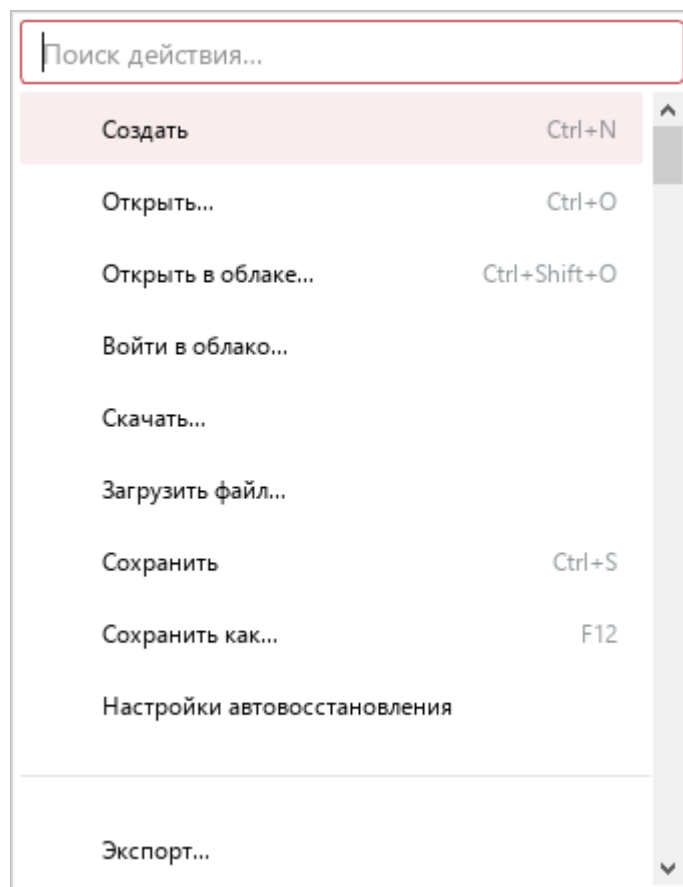 Поиск действия...
Создать Ctrl+N
Открыть... Ctrl+O
Открыть в облаке... Ctrl+Shift+O
Войти в облако...
Скачать...
Загрузить файл...
Сохранить Ctrl+S
Сохранить как... F12
Настройки автовосстановления
Экспорт...